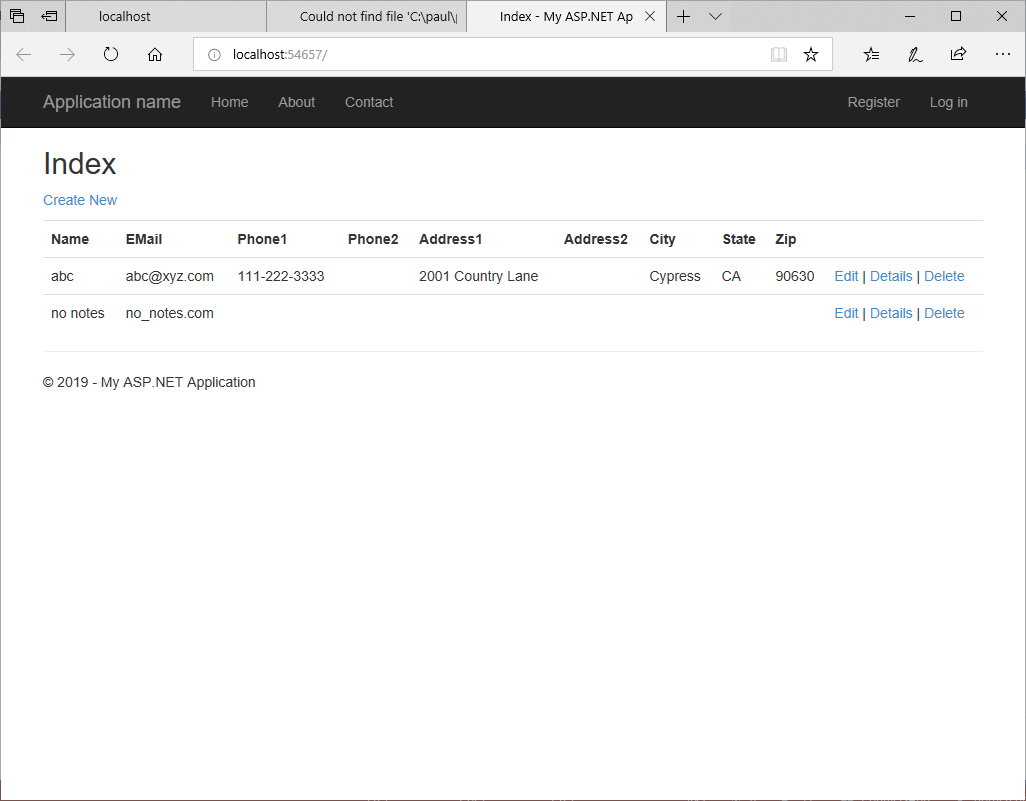 localhost Could not find file 'C:\paul\ Index - My ASP.NET Ap
localhost:54657/
Application name Home About Contact Register Log in
Index
Create New
Name EMail Phone1 Phone2 Address1 Address2 City State Zip
abc abc@xyz.com 111-222-3333 2001 Country Lane Cypress CA 90630 Edit | Details | Delete
no notes no_notes.com Edit | Details | Delete
© 2019 - My ASP.NET Application